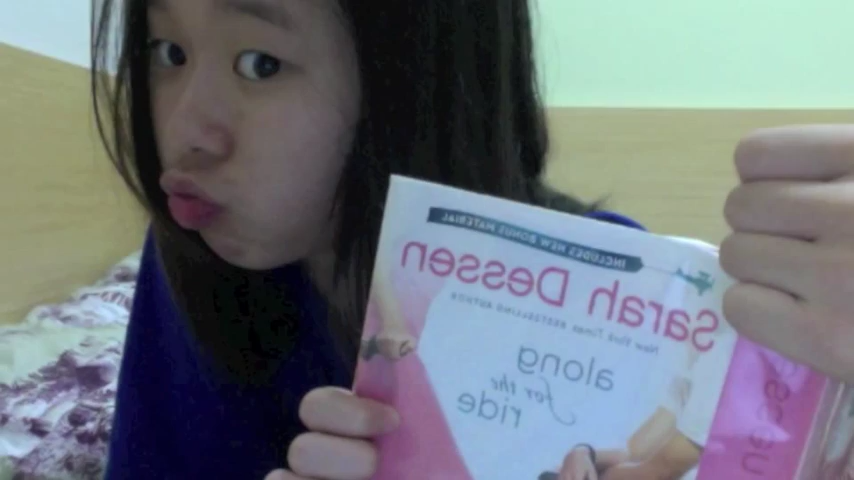 INCLUDES NEW BONUS MATERIAL
Sarah Dessen
New York Times BESTSELLING AUTHOR
along
for the
ride